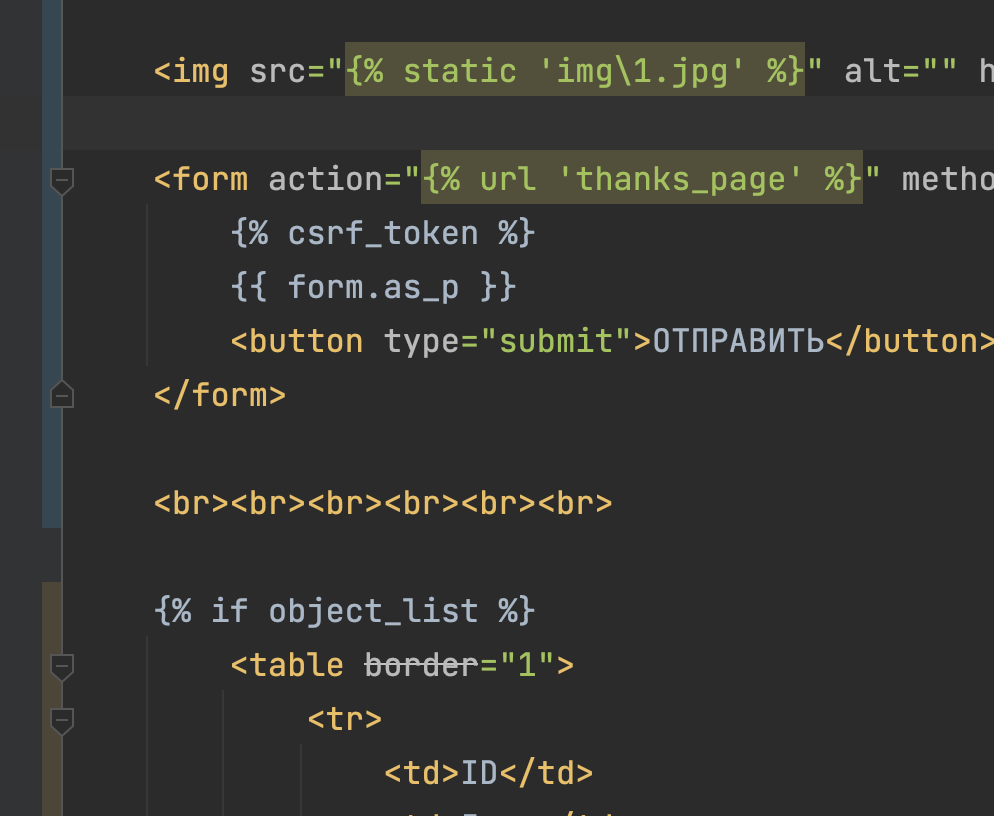 <img src="{% static 'img\1.jpg' %}" alt="" h
<form action="{% url 'thanks_page' %}" metho
{% csrf_token %}
{{ form.as_p }}
<button type="submit">ОТПРАВИТЬ</button>
</form>
<br><br><br><br><br><br>
{% if object_list %}
<table border="1">
<tr>
<td>ID</td>